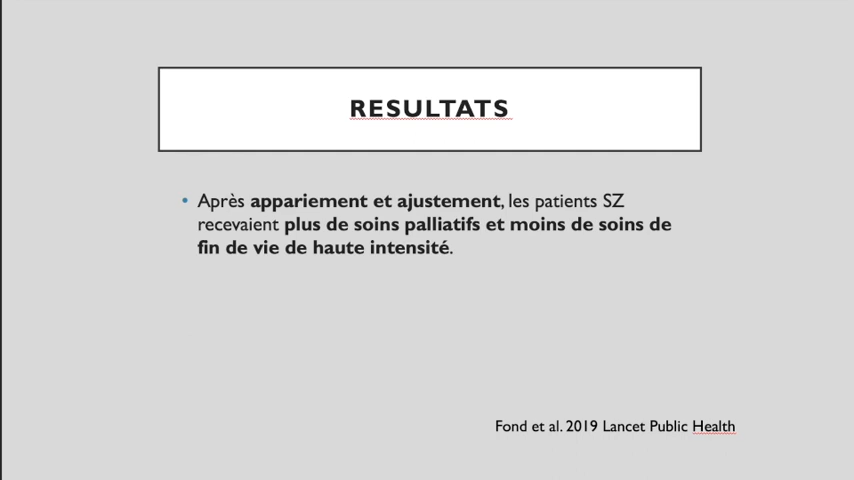 RESULTATS
• Après appariement et ajustement, les patients SZ
recevaient plus de soins palliatifs et moins de soins de
fin de vie de haute intensité.
Fond et al. 2019 Lancet Public Health